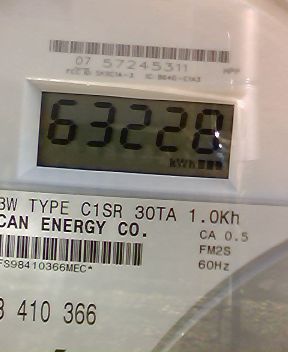 07 57245311
63228
KWh
3W TYPE C1SR 30TA 1.0Kh
CAN ENERGY CO.
CA 0.5
FM2S
FS98410366MEC*
60Hz
410 366